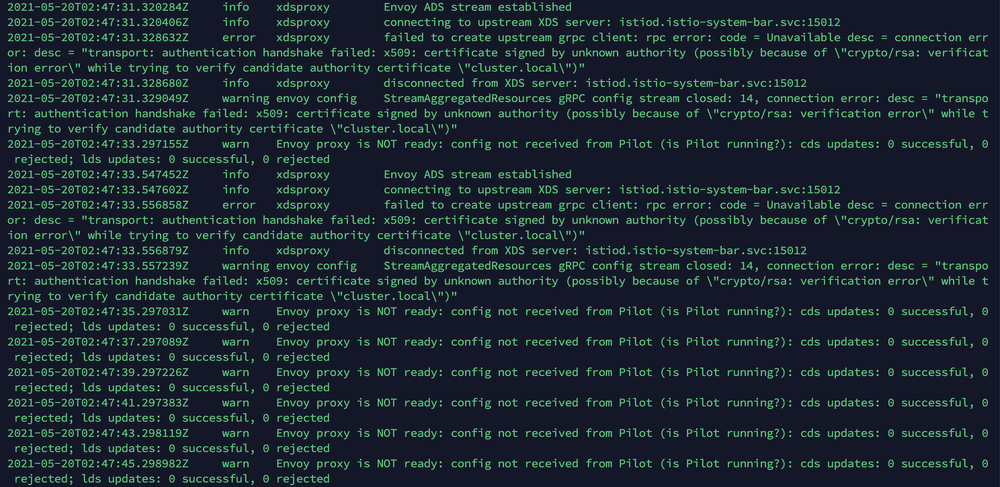 2021-05-20T02:47:31.320284Z     info    xdsproxy        Envoy ADS stream established
2021-05-20T02:47:31.320406Z     info    xdsproxy        connecting to upstream XDS server: istiod.istio-system-bar.svc:15012
2021-05-20T02:47:31.328632Z     error   xdsproxy        failed to create upstream grpc client: rpc error: code = Unavailable desc = connection err
or: desc = "transport: authentication handshake failed: x509: certificate signed by unknown authority (possibly because of \"crypto/rsa: verificat
ion error\" while trying to verify candidate authority certificate \"cluster.local\")"
2021-05-20T02:47:31.328680Z     info    xdsproxy        disconnected from XDS server: istiod.istio-system-bar.svc:15012
2021-05-20T02:47:31.329049Z     warning envoy config    StreamAggregatedResources gRPC config stream closed: 14, connection error: desc = "transpo
rt: authentication handshake failed: x509: certificate signed by unknown authority (possibly because of \"crypto/rsa: verification error\" while t
rying to verify candidate authority certificate \"cluster.local\")"
2021-05-20T02:47:33.297155Z     warn    Envoy proxy is NOT ready: config not received from Pilot (is Pilot running?): cds updates: 0 successful, 0
 rejected; lds updates: 0 successful, 0 rejected
2021-05-20T02:47:33.547452Z     info    xdsproxy        Envoy ADS stream established
2021-05-20T02:47:33.547602Z     info    xdsproxy        connecting to upstream XDS server: istiod.istio-system-bar.svc:15012
2021-05-20T02:47:33.556858Z     error   xdsproxy        failed to create upstream grpc client: rpc error: code = Unavailable desc = connection err
or: desc = "transport: authentication handshake failed: x509: certificate signed by unknown authority (possibly because of \"crypto/rsa: verificat
ion error\" while trying to verify candidate authority certificate \"cluster.local\")"
2021-05-20T02:47:33.556879Z     info    xdsproxy        disconnected from XDS server: istiod.istio-system-bar.svc:15012
2021-05-20T02:47:33.557239Z     warning envoy config    StreamAggregatedResources gRPC config stream closed: 14, connection error: desc = "transpo
rt: authentication handshake failed: x509: certificate signed by unknown authority (possibly because of \"crypto/rsa: verification error\" while t
rying to verify candidate authority certificate \"cluster.local\")"
2021-05-20T02:47:35.297031Z     warn    Envoy proxy is NOT ready: config not received from Pilot (is Pilot running?): cds updates: 0 successful, 0
 rejected; lds updates: 0 successful, 0 rejected
2021-05-20T02:47:37.297089Z     warn    Envoy proxy is NOT ready: config not received from Pilot (is Pilot running?): cds updates: 0 successful, 0
 rejected; lds updates: 0 successful, 0 rejected
2021-05-20T02:47:39.297226Z     warn    Envoy proxy is NOT ready: config not received from Pilot (is Pilot running?): cds updates: 0 successful, 0
 rejected; lds updates: 0 successful, 0 rejected
2021-05-20T02:47:41.297383Z     warn    Envoy proxy is NOT ready: config not received from Pilot (is Pilot running?): cds updates: 0 successful, 0
 rejected; lds updates: 0 successful, 0 rejected
2021-05-20T02:47:43.298119Z     warn    Envoy proxy is NOT ready: config not received from Pilot (is Pilot running?): cds updates: 0 successful, 0
 rejected; lds updates: 0 successful, 0 rejected
2021-05-20T02:47:45.298982Z     warn    Envoy proxy is NOT ready: config not received from Pilot (is Pilot running?): cds updates: 0 successful, 0
 rejected; lds updates: 0 successful, 0 rejected